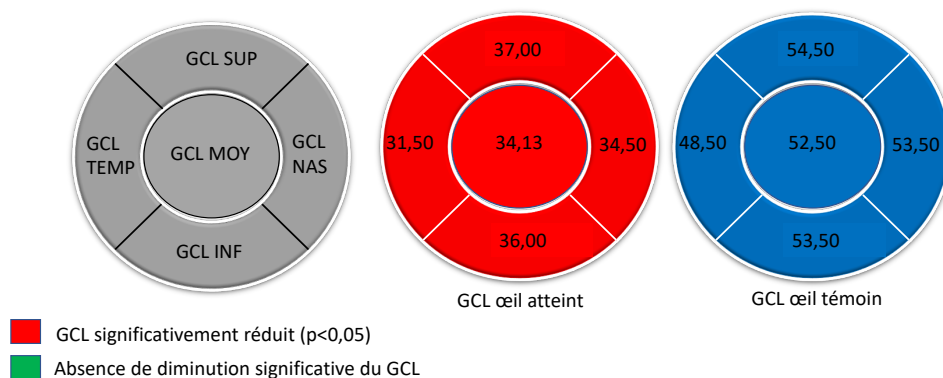 GCL SUP
GCL TEMP
GCL MOY
GCL NAS
GCL INF
37,00
31,50
34,13
34,50
36,00
GCL œil atteint
54,50
48,50
52,50
53,50
53,50
GCL œil témoin
GCL significativement réduit (p<0,05)
Absence de diminution significative du GCL